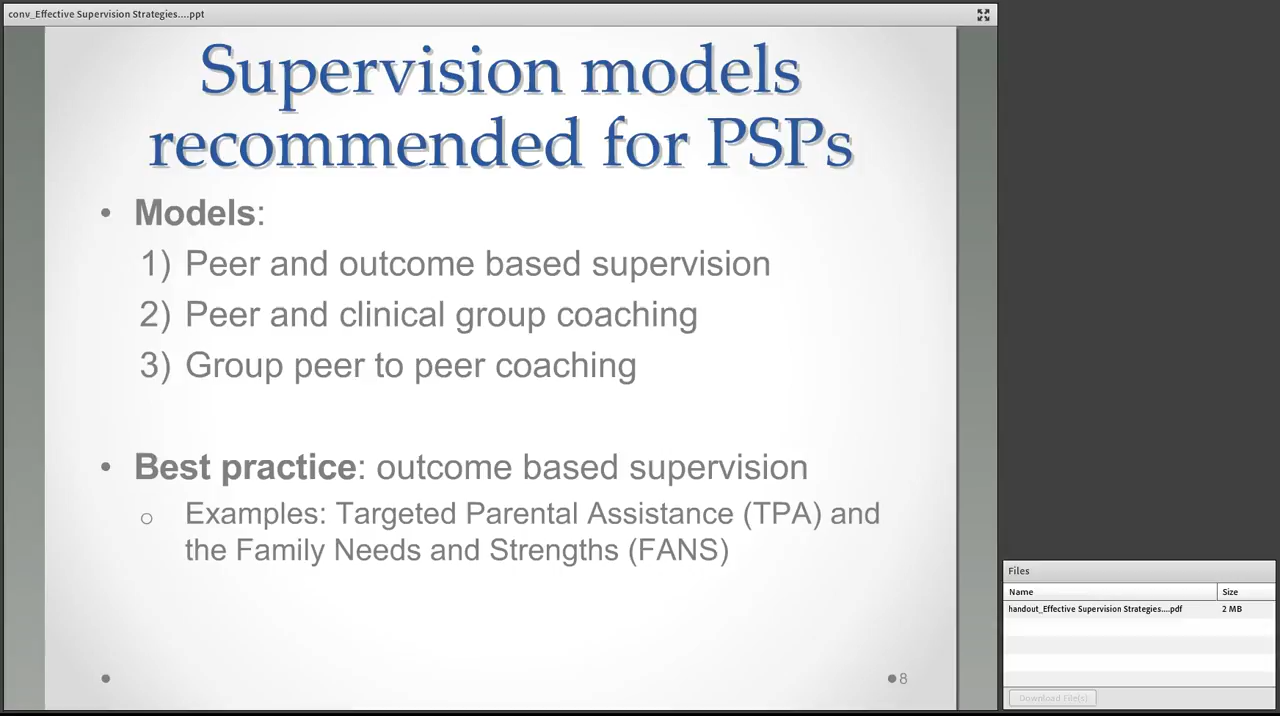 conv_Effective Supervision Strategies....ppt
Supervision models
recommended for PSPs
• Models:
1) Peer and outcome based supervision
2) Peer and clinical group coaching
3) Group peer to peer coaching
• Best practice: outcome based supervision
o Examples: Targeted Parental Assistance (TPA) and
the Family Needs and Strengths (FANS)
8
Files
Name Size
handout_Effective Supervision Strategies....pdf 2 MB
Download File(s)